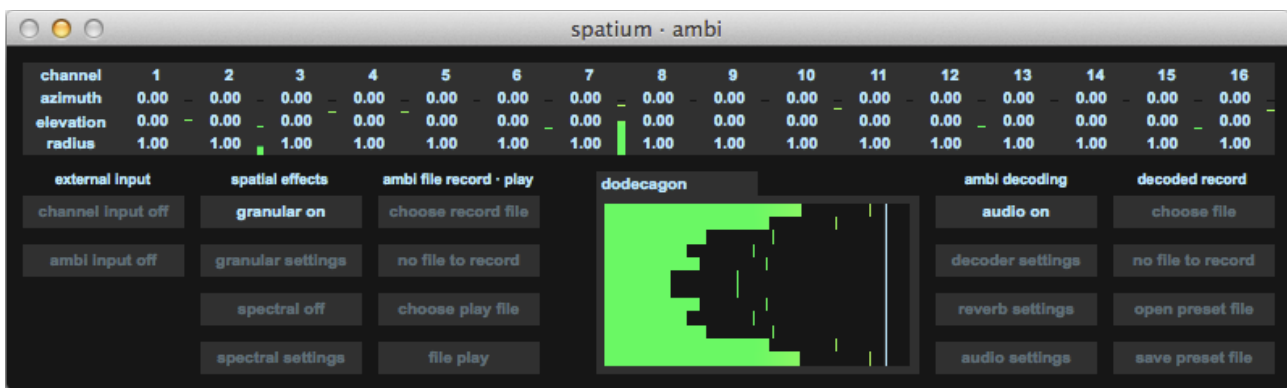 spatium · ambi
channel 1 2 3 4 5 6 7 8 9 10 11 12 13 14 15 16
azimuth 0.00 0.00 0.00 0.00 0.00 0.00 0.00 0.00 0.00 0.00 0.00 0.00 0.00 0.00 0.00 0.00
elevation 0.00 0.00 0.00 0.00 0.00 0.00 0.00 0.00 0.00 0.00 0.00 0.00 0.00 0.00 0.00 0.00
radius 1.00 1.00 1.00 1.00 1.00 1.00 1.00 1.00 1.00 1.00 1.00 1.00 1.00 1.00 1.00 1.00
external input spatial effects ambi file record · play dodecagon ambi decoding decoded record
channel input off granular on choose record file audio on choose file
ambi input off granular settings no file to record decoder settings no file to record
spectral off choose play file reverb settings open preset file
spectral settings file play audio settings save preset file